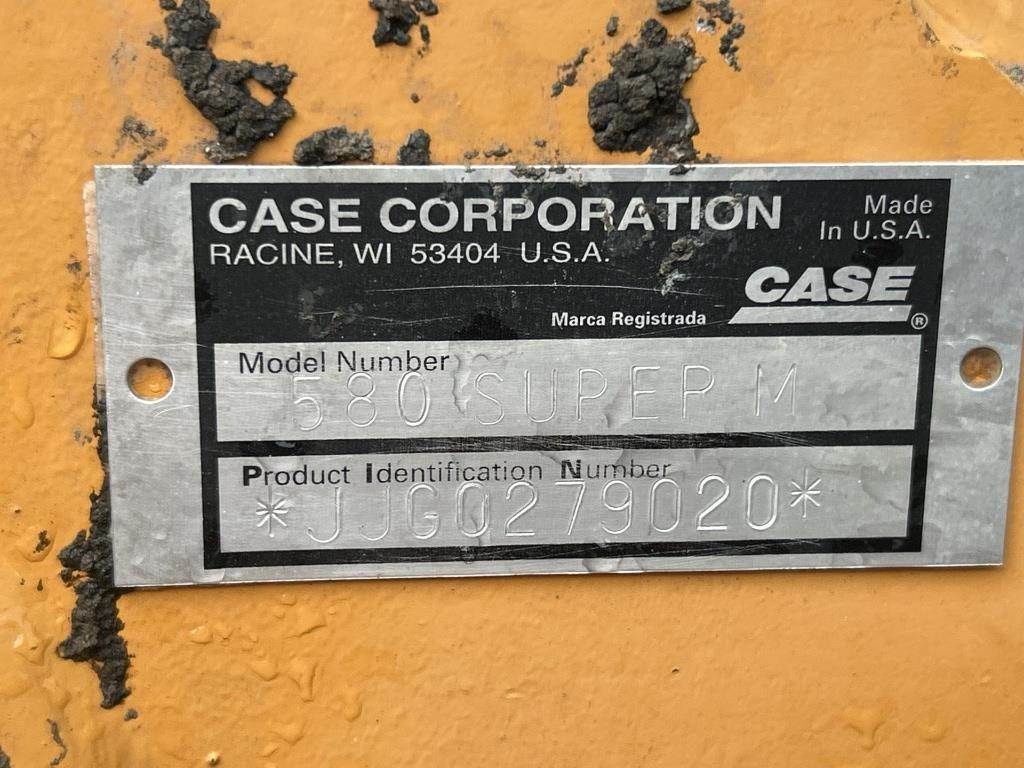 CASE CORPORATION
RACINE, WI 53404 U.S.A.
Made
In U.S.A.
CASE
Marca Registrada ®
Model Number
580 SUPER M
Product Identification Number
*JJG0279020*